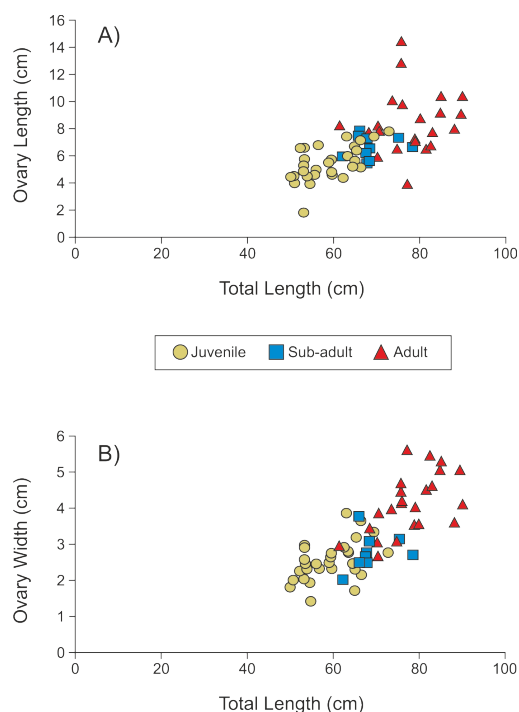 A)
Ovary Length (cm)
16
14
12
10
8
6
4
2
0
0 20 40 60 80 100
Total Length (cm)
Juvenile Sub-adult Adult
B)
Ovary Width (cm)
6
5
4
3
2
1
0
0 20 40 60 80 100
Total Length (cm)